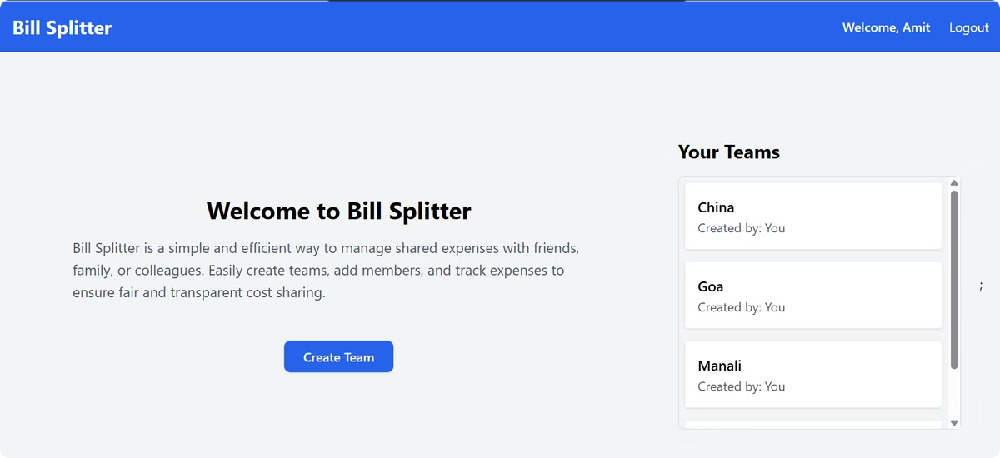 Bill Splitter
Welcome, Amit
Logout
Welcome to Bill Splitter
Bill Splitter is a simple and efficient way to manage shared expenses with friends,
family, or colleagues. Easily create teams, add members, and track expenses to
ensure fair and transparent cost sharing.
Create Team
Your Teams
China
Created by: You
Goa
Created by: You
Manali
Created by: You
;